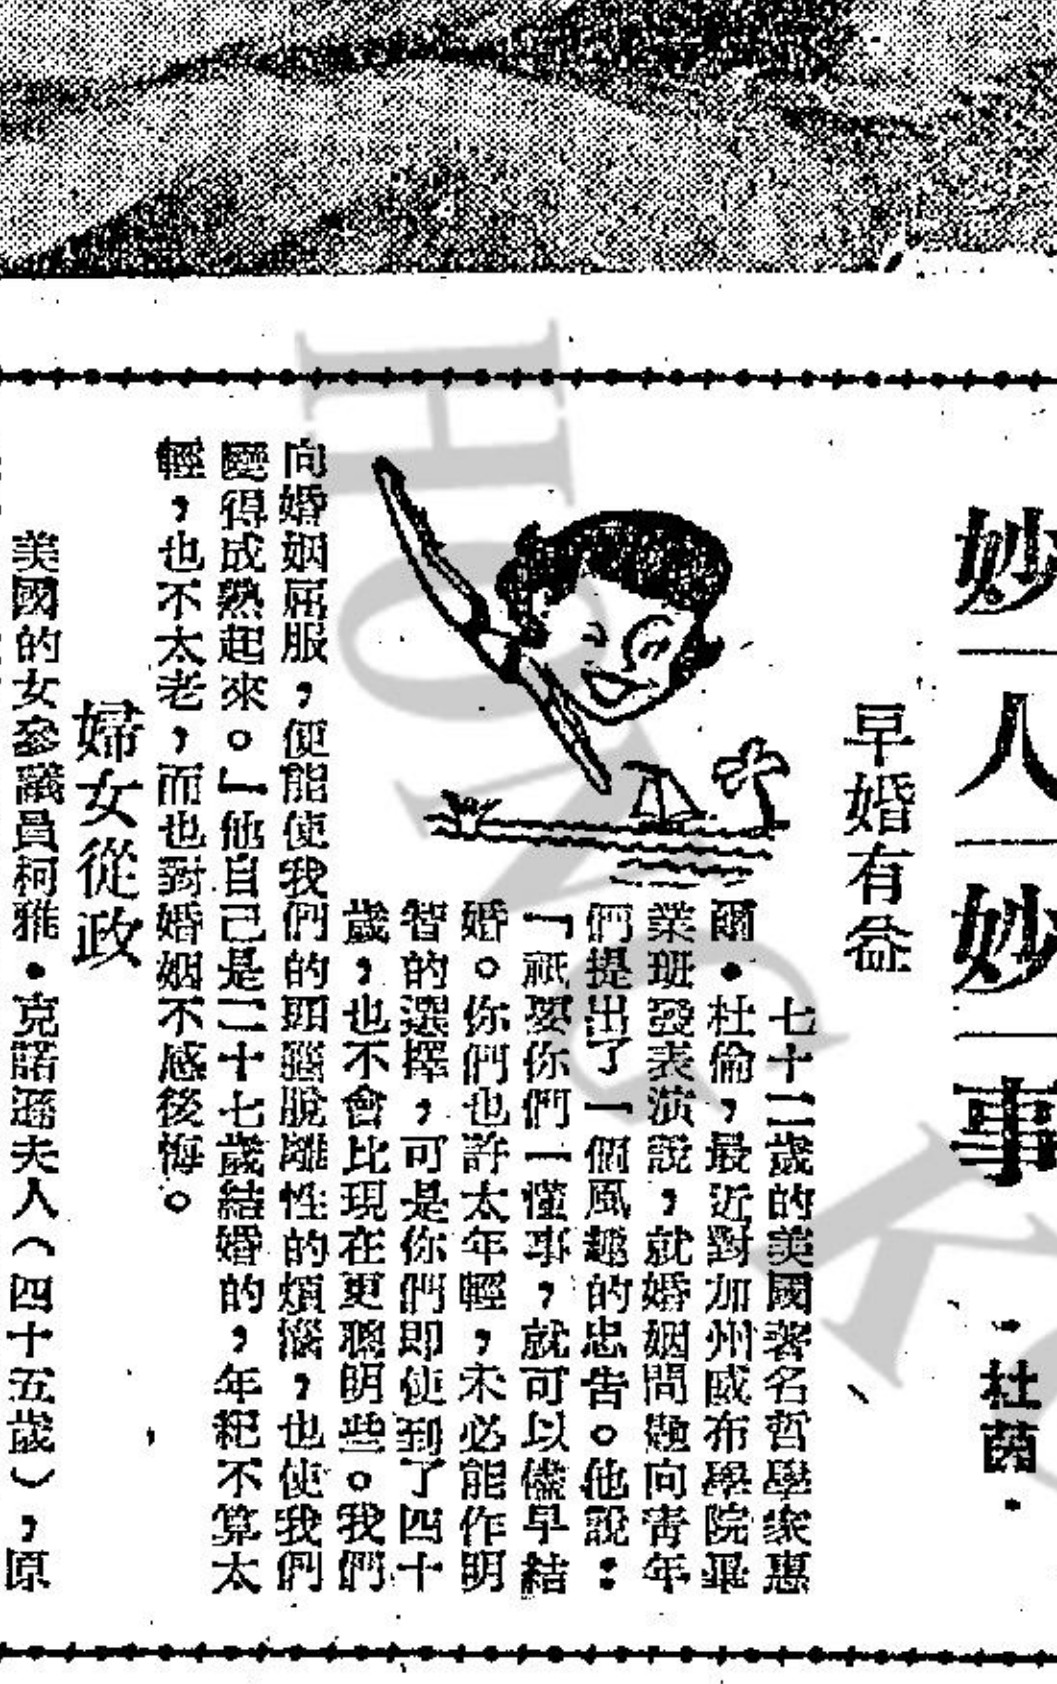 妙人妙事
·杜茵·
早婚有益
七十二歲的美國著名哲學家惠
爾·杜倫，最近對加州威布學院畢
業班發表演說，就婚姻問題向青年
們提出了一個風趣的忠告。他說：
「祇要你們一懂事，就可以儘早結
婚。你們也許太年輕，未必能作明
智的選擇，可是你們即使到了四十
歲，也不會比現在更聰明些。我們
向婚姻屈服，便能使我們的頭腦脫離性的煩惱，也使我們
變得成熟起來。」他自己是二十七歲結婚的，年紀不算太
輕，也不太老，而也對婚姻不感後悔。
婦女從政
美國的女參議員柯雅·克諾遜夫人（四十五歲），原
HONG KO